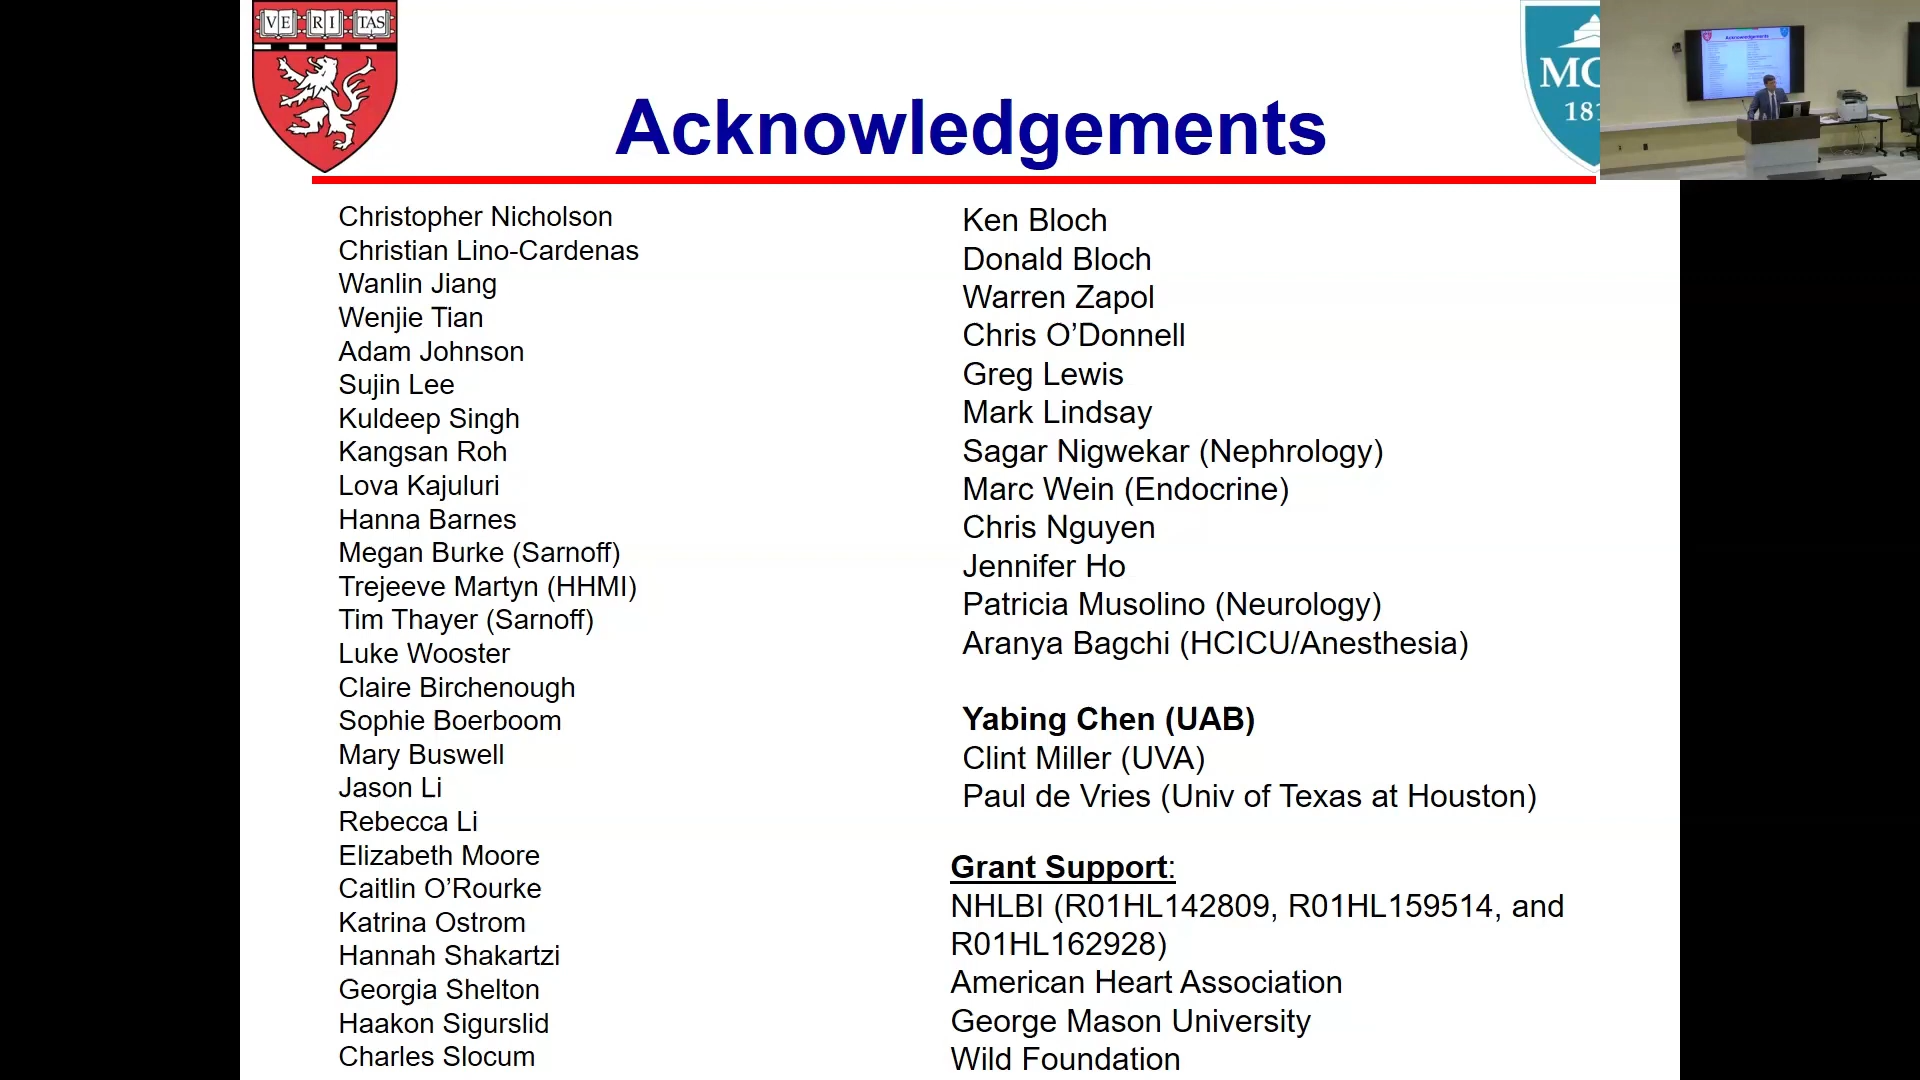 VE RI TAS
Acknowledgements
181
Acknowledgements
Christopher Nicholson
Christian Lino-Cardenas
Wanlin Jiang
Wenjie Tian
Adam Johnson
Sujin Lee
Kuldeep Singh
Kangsan Roh
Lova Kajuluri
Hanna Barnes
Megan Burke (Sarnoff)
Trejeeve Martyn (HHMI)
Tim Thayer (Sarnoff)
Luke Wooster
Claire Birchenough
Sophie Boerboom
Mary Buswell
Jason Li
Rebecca Li
Elizabeth Moore
Caitlin O’Rourke
Katrina Ostrom
Hannah Shakartzi
Georgia Shelton
Haakon Sigurslid
Charles Slocum
Ken Bloch
Donald Bloch
Warren Zapol
Chris O’Donnell
Greg Lewis
Mark Lindsay
Sagar Nigwekar (Nephrology)
Marc Wein (Endocrine)
Chris Nguyen
Jennifer Ho
Patricia Musolino (Neurology)
Aranya Bagchi (HCICU/Anesthesia)
Yabing Chen (UAB)
Clint Miller (UVA)
Paul de Vries (Univ of Texas at Houston)
Grant Support:
NHLBI (R01HL142809, R01HL159514, and
R01HL162928)
American Heart Association
George Mason University
Wild Foundation